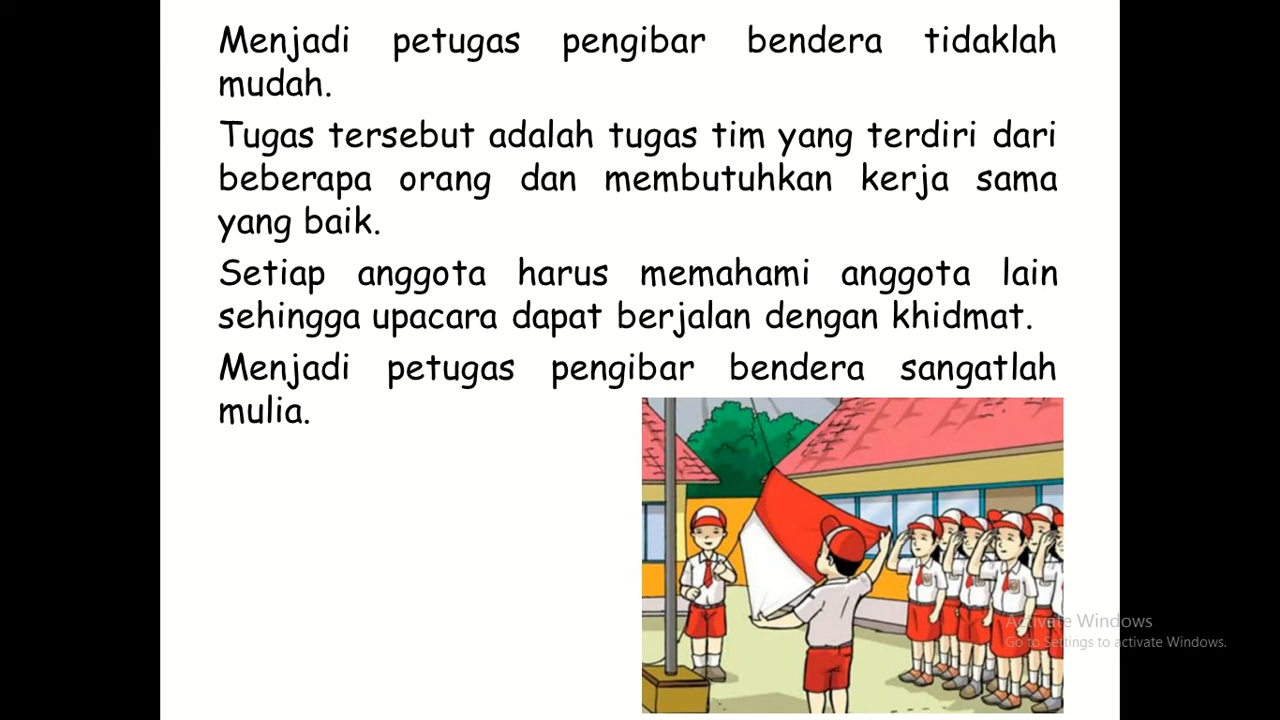 Menjadi petugas pengibar bendera tidaklah
mudah.
Tugas tersebut adalah tugas tim yang terdiri dari
beberapa orang dan membutuhkan kerja sama
yang baik.
Setiap anggota harus memahami anggota lain
sehingga upacara dapat berjalan dengan khidmat.
Menjadi petugas pengibar bendera sangatlah
mulia.
Activate Windows
Go to Settings to activate Windows.